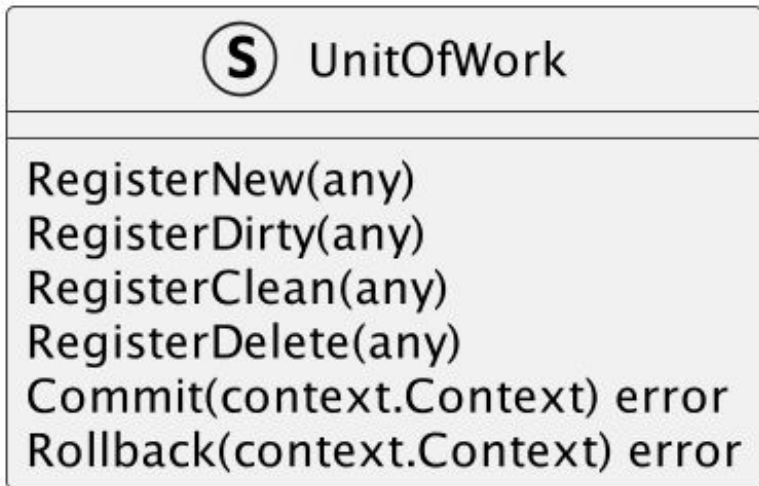 S UnitOfWork
RegisterNew(any)
RegisterDirty(any)
RegisterClean(any)
RegisterDelete(any)
Commit(context.Context) error
Rollback(context.Context) error